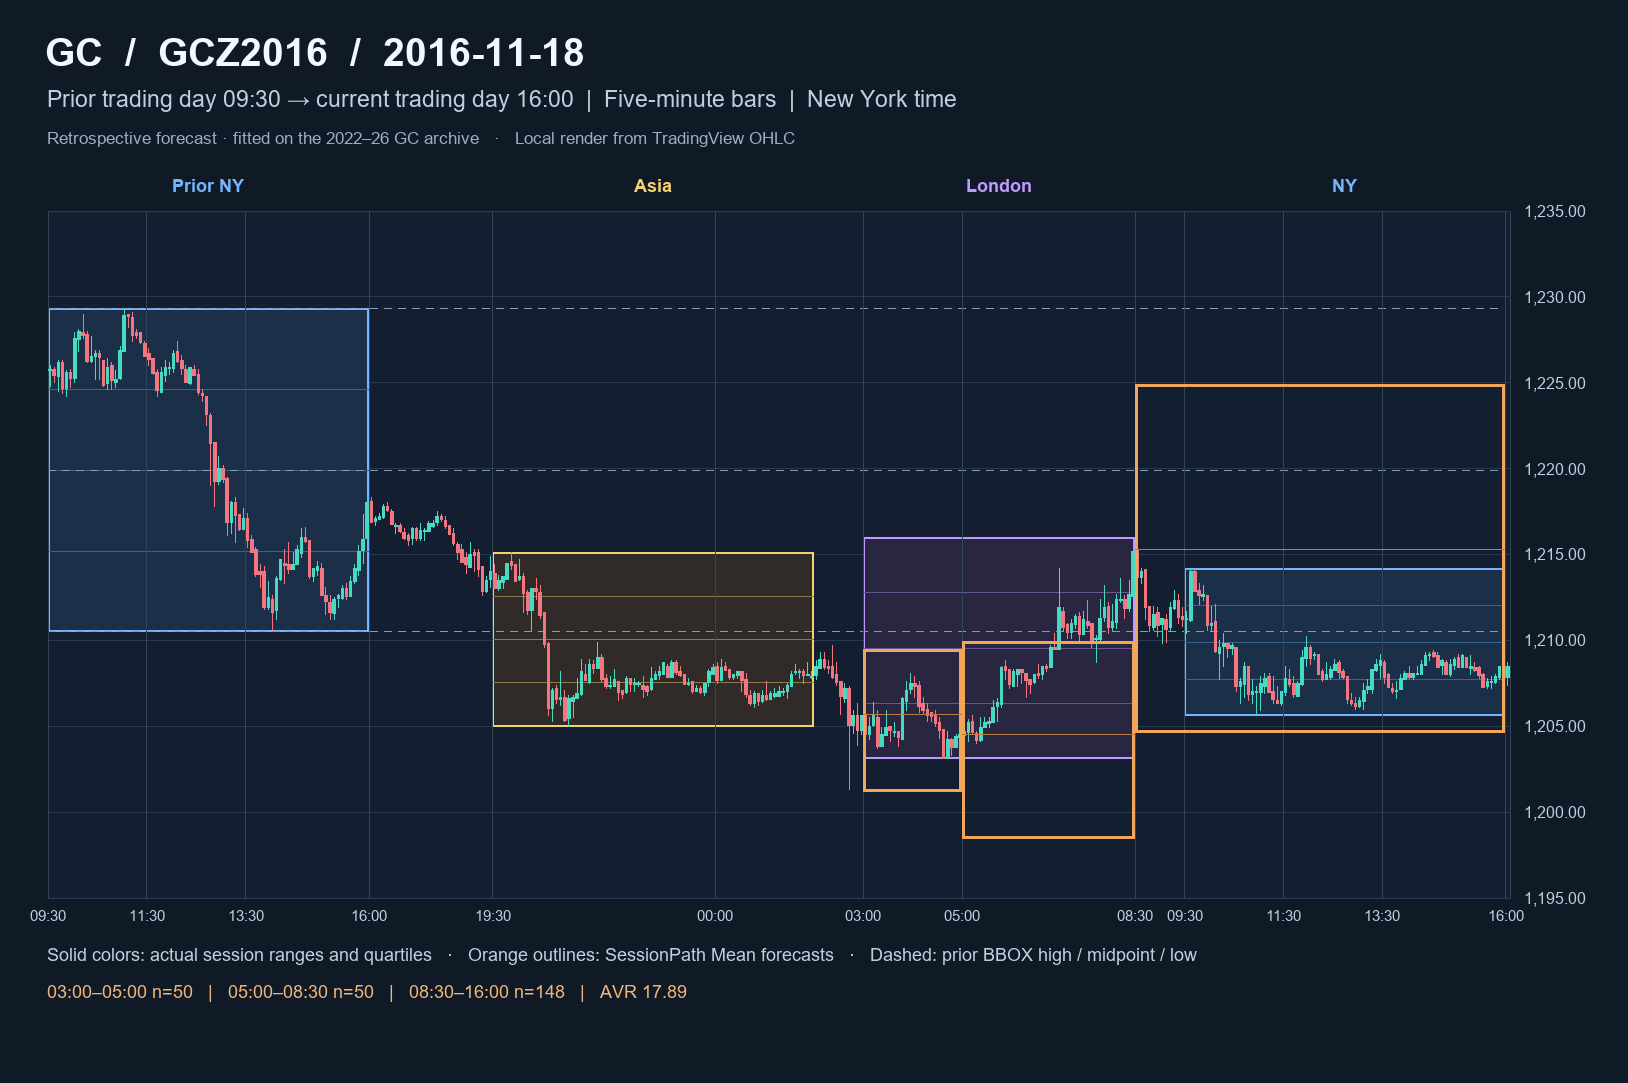 GC / GCZ2016 / 2016-11-18
Prior trading day 09:30 → current trading day 16:00 | Five-minute bars | New York time
Retrospective forecast · fitted on the 2022–26 GC archive · Local render from TradingView OHLC
Prior NY Asia London NY
1,235.00
1,230.00
1,225.00
1,220.00
1,215.00
1,210.00
1,205.00
1,200.00
1,195.00
09:30 11:30 13:30 16:00 19:30 00:00 03:00 05:00 08:30 09:30 11:30 13:30 16:00
Solid colors: actual session ranges and quartiles · Orange outlines: SessionPath Mean forecasts · Dashed: prior BBOX high / midpoint / low
03:00–05:00 n=50 | 05:00–08:30 n=50 | 08:30–16:00 n=148 | AVR 17.89